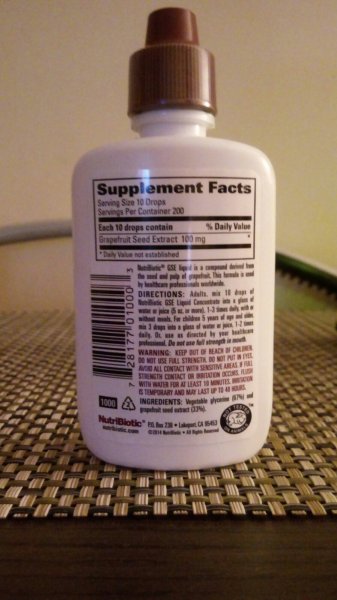 Supplement Facts
Serving Size 10 Drops
Servings Per Container 200
Each 10 drops contain % Daily Value
Grapefruit Seed Extract 100 mg *
* Daily Value not established
NutriBiotic® GSE liquid is a compound derived from
the seed and pulp of grapefruit. This formula is used
by healthcare professionals worldwide.
DIRECTIONS: Adults, mix 10 drops of
NutriBiotic GSE Liquid Concentrate into a glass of
water or juice (5 oz. or more), 1-3 times daily, with or
without meals. For children 5 years of age and older,
mix 3 drops into a glass of water or juice, 1-2 times
daily. Or, use as directed by your healthcare
professional. Do not use full strength in mouth.
WARNING: KEEP OUT OF REACH OF CHILDREN.
DO NOT USE FULL STRENGTH. DO NOT PUT IN EYES.
AVOID ALL CONTACT WITH SENSITIVE AREAS. IF FULL
STRENGTH CONTACT OR IRRITATION OCCURS, FLUSH
WITH WATER FOR AT LEAST 10 MINUTES. IRRITATION
IS TEMPORARY AND MAY LAST UP TO 48 HOURS.
INGREDIENTS: Vegetable glycerine (67%) and
grapefruit seed extract (33%).
7 28177 01000 3
1000
2
NutriBiotic® P.O. Box 238 • Lakeport, CA 95453
nutribiotic.com ©2014 NutriBiotic • All Rights Reserved